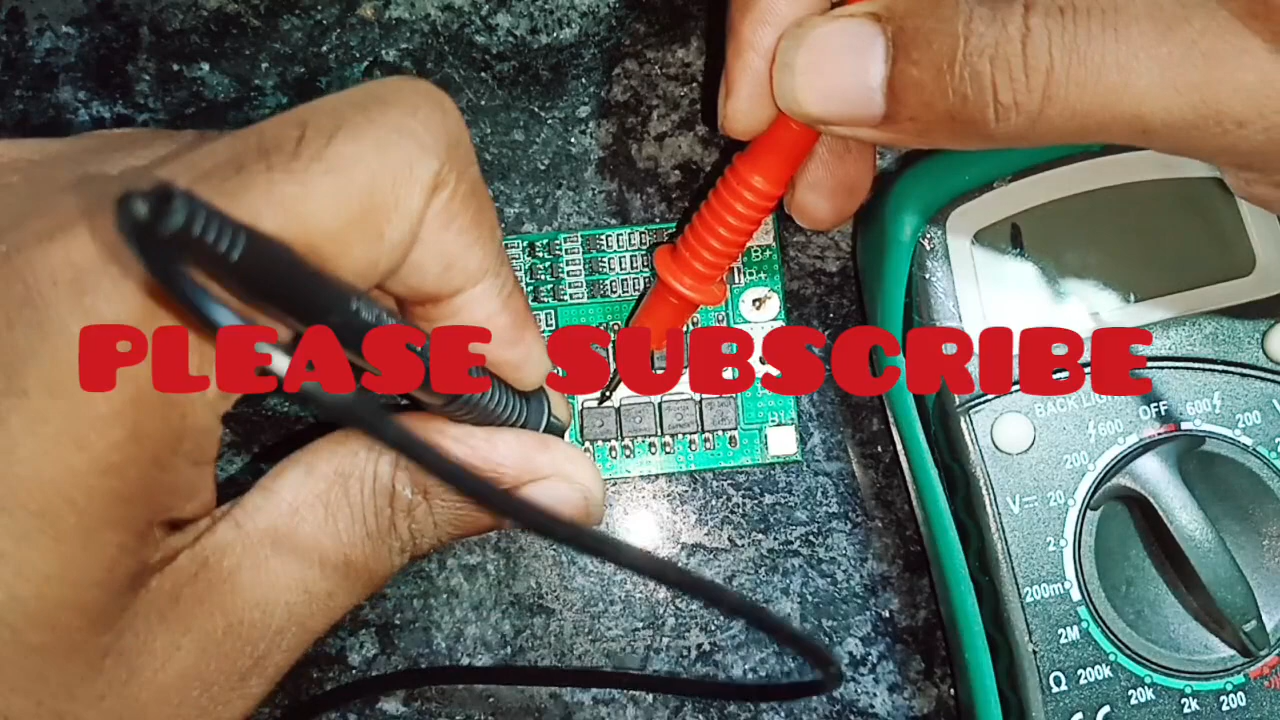 B+
B+
PLEASE SUBSCRIBE
BACK LIGHT
OFF
600
200
600
200
V
20
2
200m
2M
Ω
200k
20k
2k
200